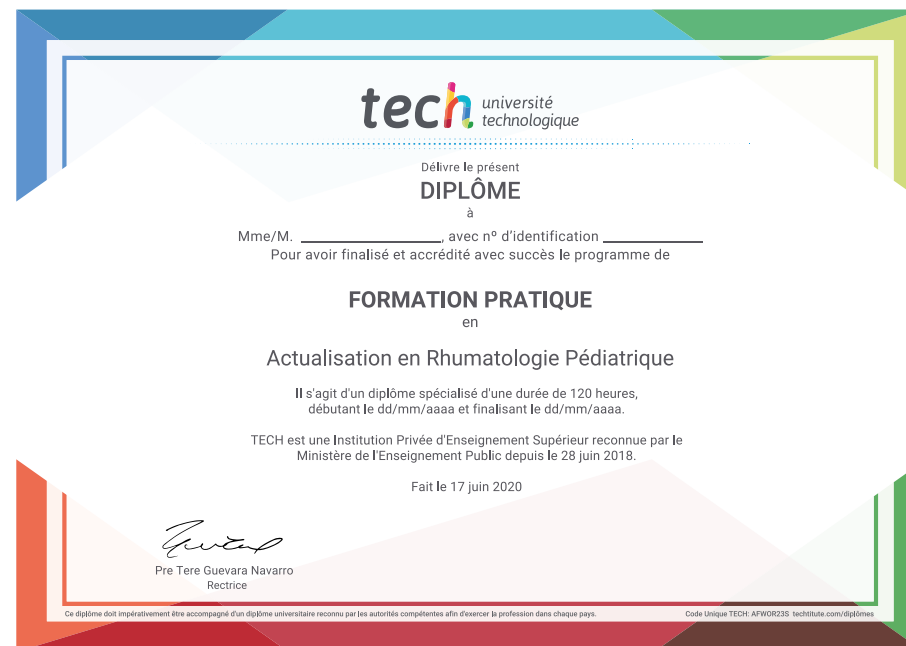 tech université
technologique
Délivre le présent
DIPLÔME
à
Mme/M. ____________________, avec nº d'identification ______________
Pour avoir finalisé et accrédité avec succès le programme de
FORMATION PRATIQUE
en
Actualisation en Rhumatologie Pédiatrique
Il s'agit d'un diplôme spécialisé d'une durée de 120 heures,
débutant le dd/mm/aaaa et finalisant le dd/mm/aaaa.
TECH est une Institution Privée d'Enseignement Supérieur reconnue par le
Ministère de l'Enseignement Public depuis le 28 juin 2018.
Fait le 17 juin 2020
Pre Tere Guevara Navarro
Rectrice
Ce diplôme doit impérativement être accompagné d'un diplôme universitaire reconnu par les autorités compétentes afin d'exercer la profession dans chaque pays.
Code Unique TECH: AFWOR23S techtitute.com/diplômes